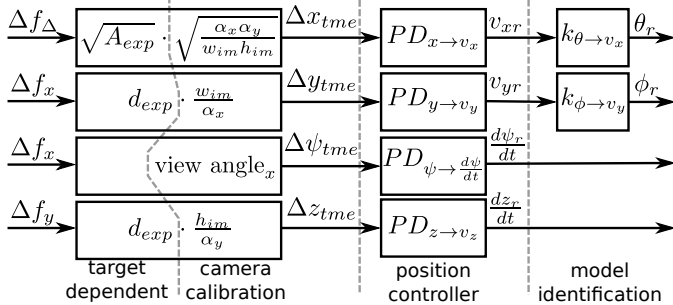 Δf_Δ √A_exp · √(α_x α_y / w_im h_im) Δx_tme PD_{x→v_x} v_xr k_{θ→v_x} θ_r
Δf_x d_exp · w_im/α_x Δy_tme PD_{y→v_y} v_yr k_{ϕ→v_y} ϕ_r
Δf_x view angle_x Δψ_tme PD_{ψ→dψ/dt} dψ_r/dt
Δf_y d_exp · h_im/α_y Δz_tme PD_{z→v_z} dz_r/dt
target dependent
camera calibration
position controller
model identification